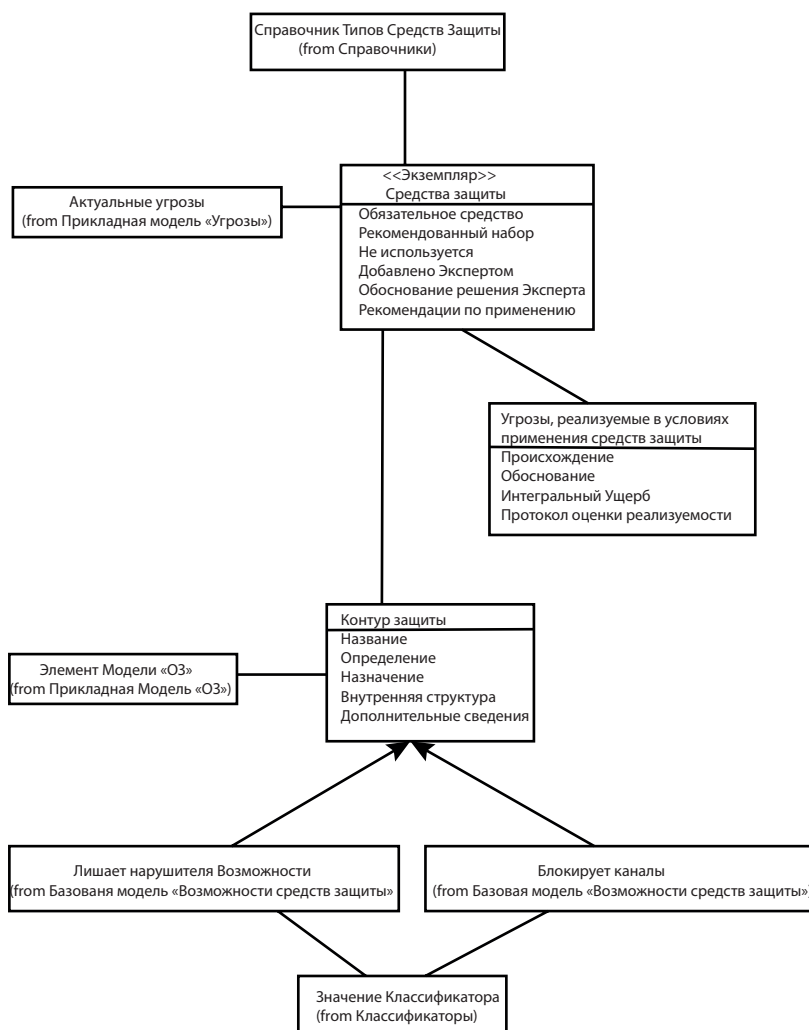 Справочник Типов Средств Защиты
(from Справочники)
<<Экземпляр>>
Средства защиты
Обязательное средство
Рекомендованный набор
Не используется
Добавлено Экспертом
Обоснование решения Эксперта
Рекомендации по применению
Актуальные угрозы
(from Прикладная модель «Угрозы»)
Угрозы, реализуемые в условиях
применения средств защиты
Происхождение
Обоснование
Интегральный Ущерб
Протокол оценки реализуемости
Контур защиты
Название
Определение
Назначение
Внутренняя структура
Дополнительные сведения
Элемент Модели «ОЗ»
(from Прикладная Модель «ОЗ»)
Лишает нарушителя Возможности
(from Базованя модель «Возможности средств защиты»
Блокирует каналы
(from Базовая модель «Возможности средств защиты»)
Значение Классификатора
(from Классификаторы)